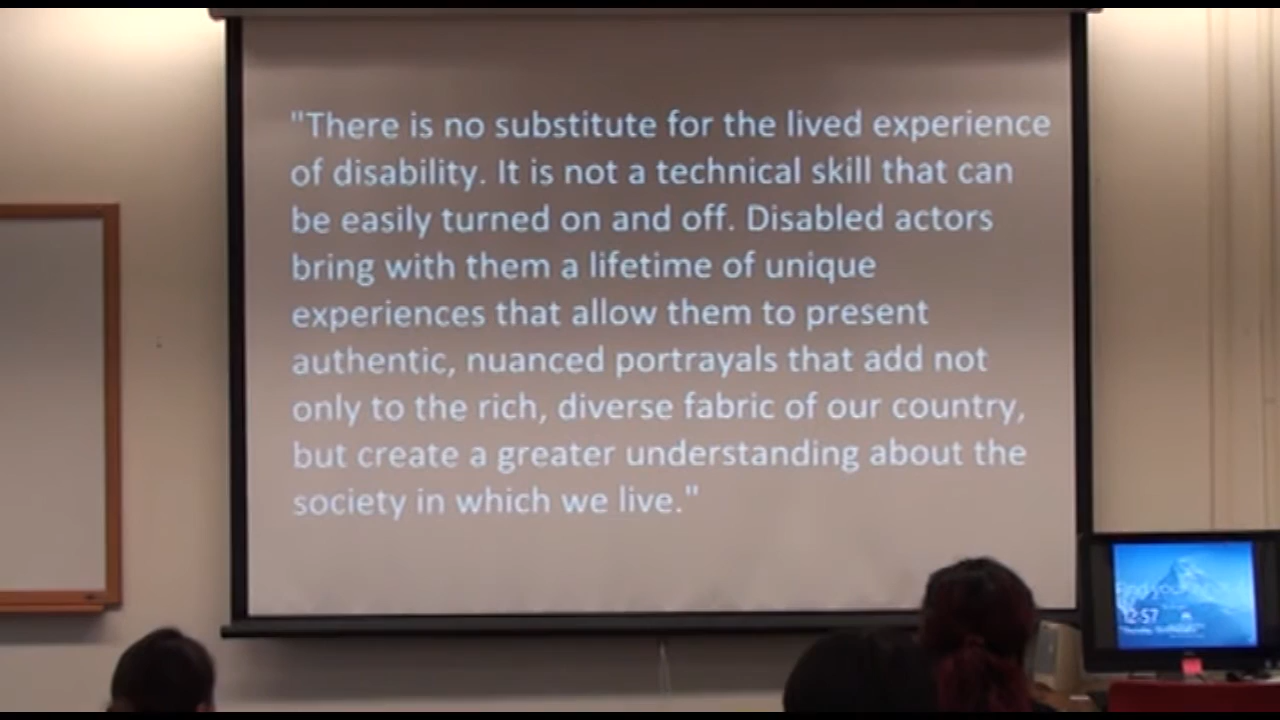 "There is no substitute for the lived experience
of disability. It is not a technical skill that can
be easily turned on and off. Disabled actors
bring with them a lifetime of unique
experiences that allow them to present
authentic, nuanced portrayals that add not
only to the rich, diverse fabric of our country,
but create a greater understanding about the
society in which we live."
12:57